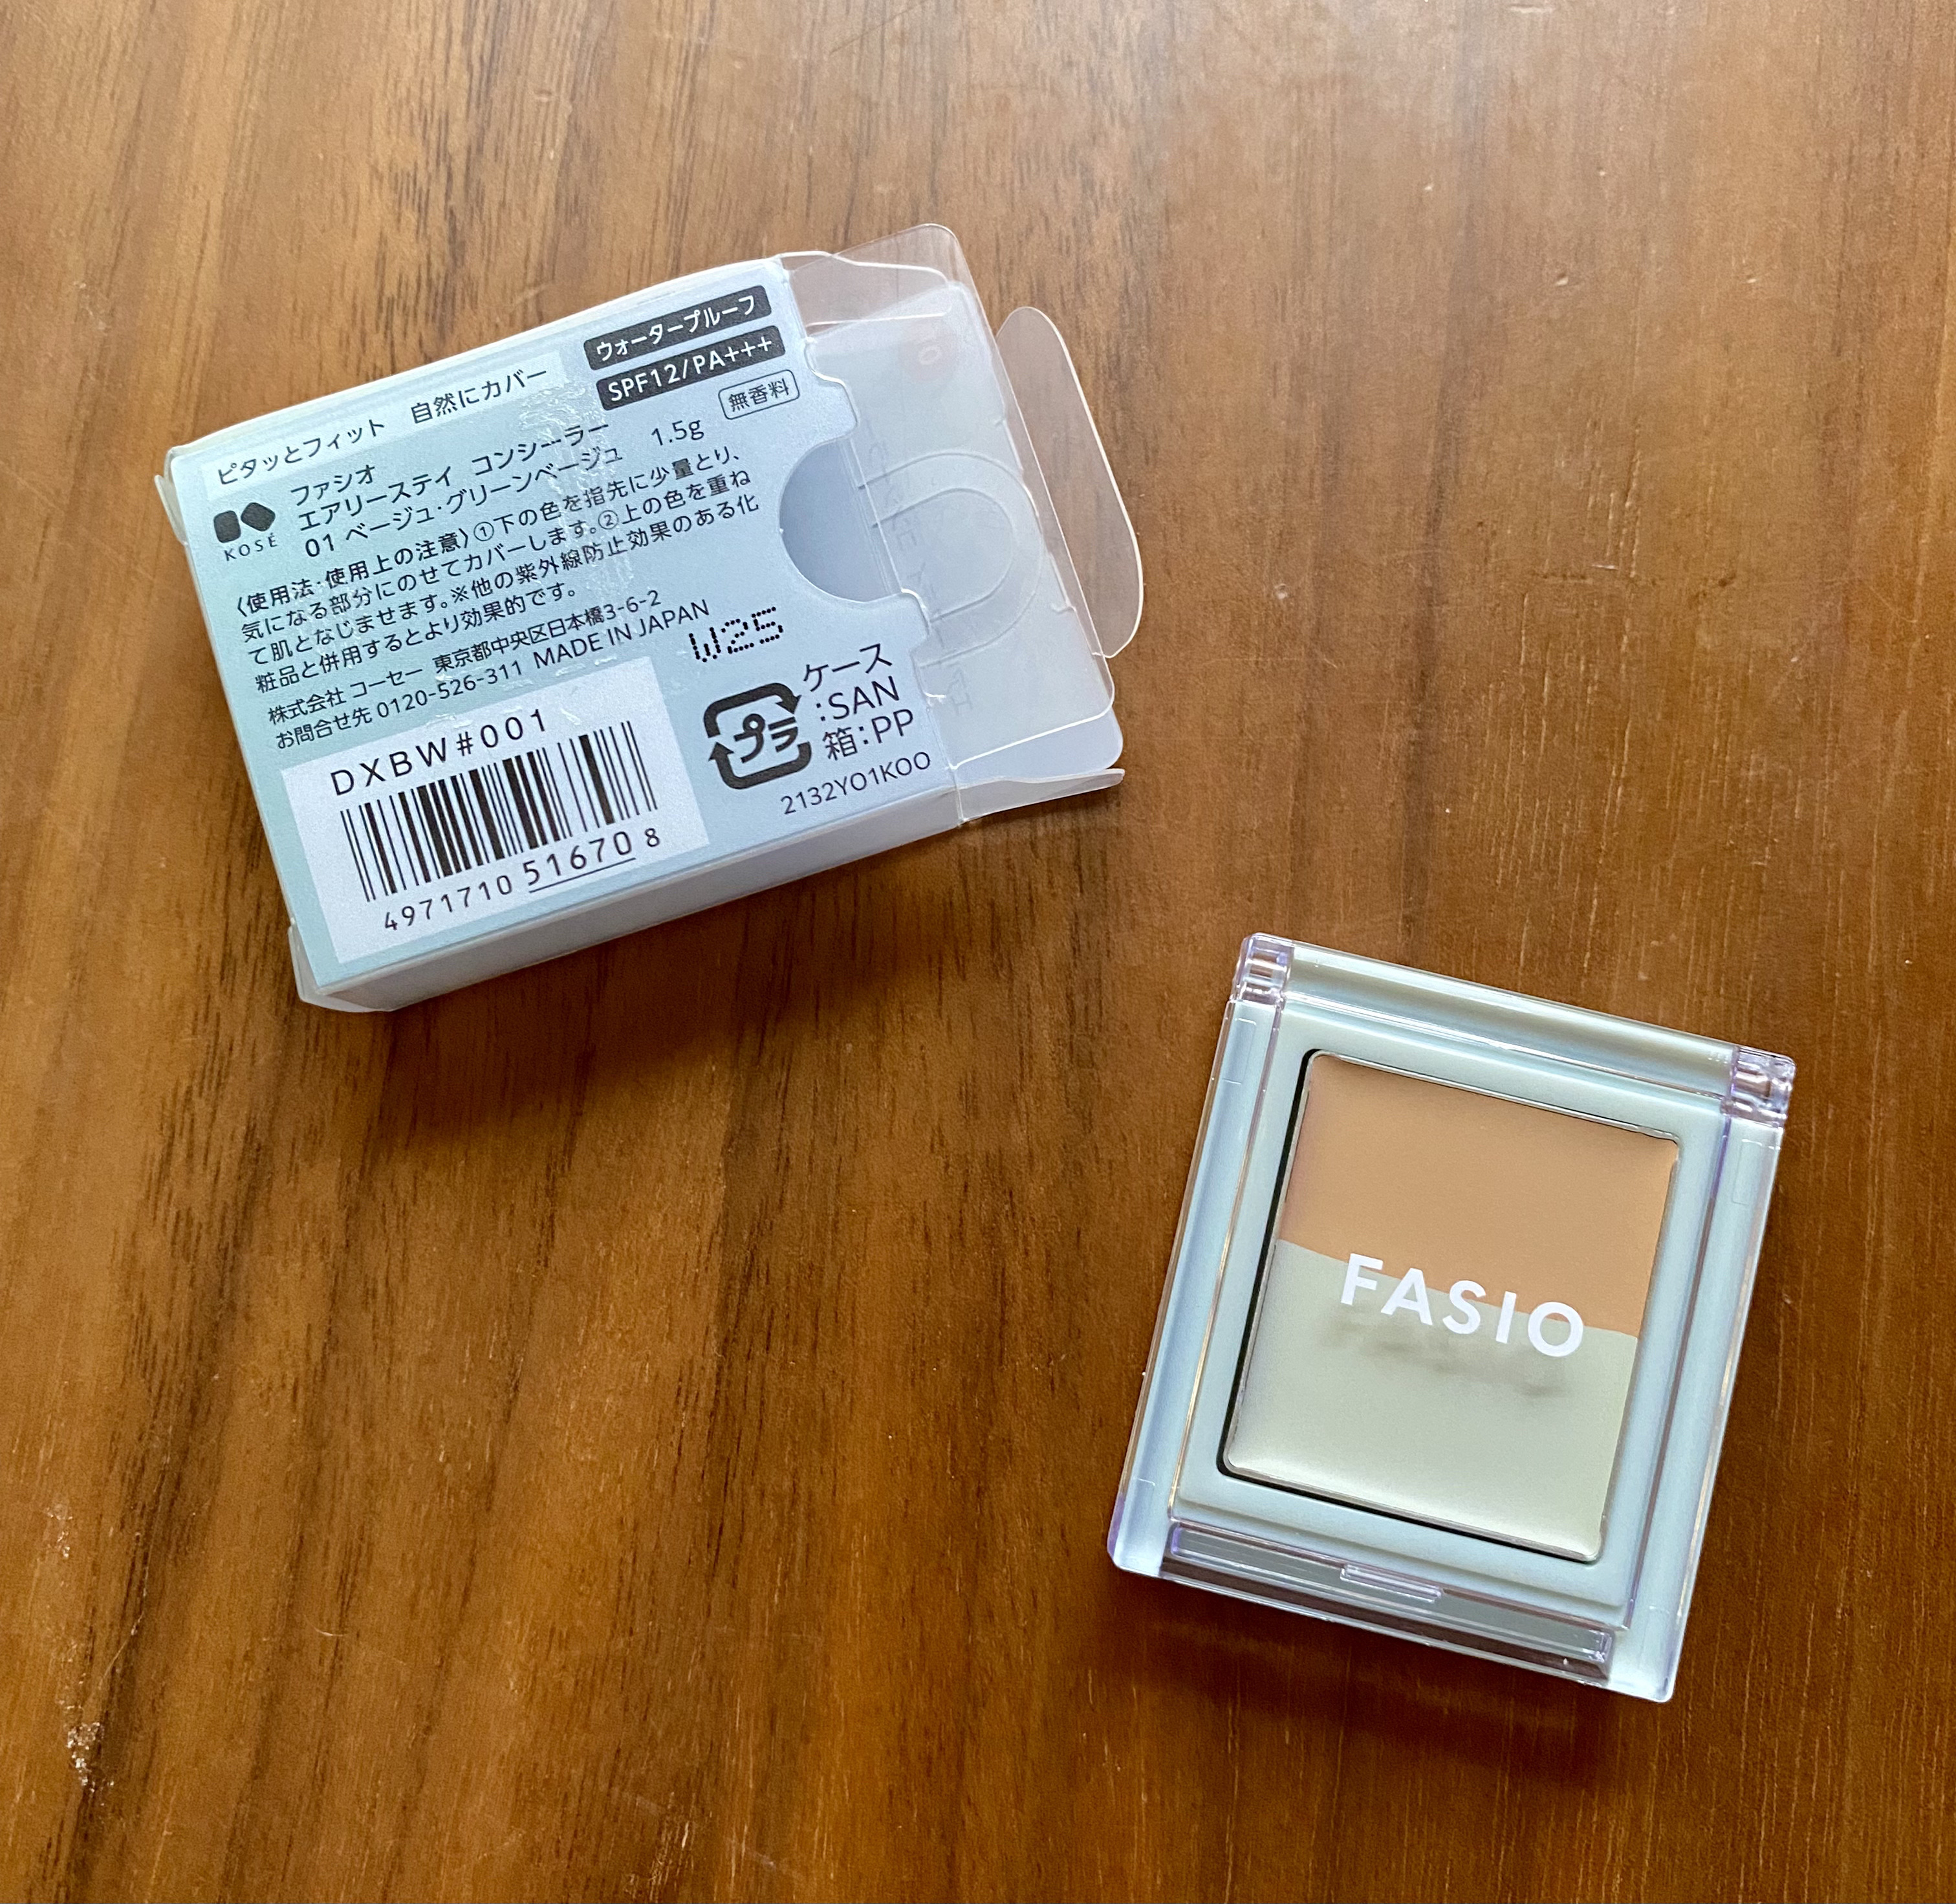 ピタッとフィット 自然にカバー
ウォータープルーフ
SPF12/PA+++
無香料
KOSÉ
ファシオ
エアリーステイ コンシーラー
01 ベージュ・グリーンベージュ 1.5g
〈使用法・使用上の注意〉①下の色を指先に少量とり、
気になる部分にのせてカバーします。②上の色を重ね
て肌となじませます。※他の紫外線防止効果のある化
粧品と併用するとより効果的です。
株式会社 コーセー 東京都中央区日本橋3-6-2
お問合せ先 0120-526-311 MADE IN JAPAN
W25
DXBW#001
4971710 51670 8
プラ
ケース
:SAN
箱:PP
2132YO1KOO
FASIO